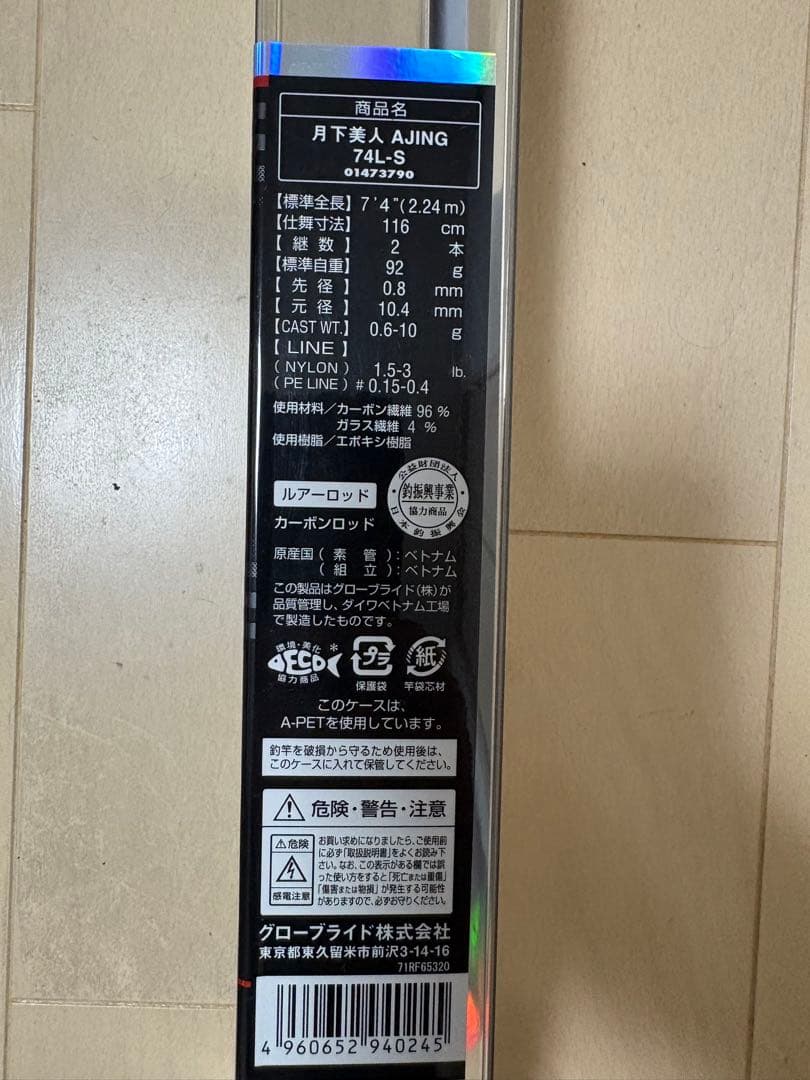 商品名
月下美人 AJING
74L-S
01473790
【標準全長】 7'4"(2.24m)
【仕舞寸法】 116 cm
【継数】 2 本
【標準自重】 92 g
【先径】 0.8 mm
【元径】 10.4 mm
【CAST WT.】 0.6-10 g
【LINE】
(NYLON) 1.5-3 lb.
(PE LINE) # 0.15-0.4
使用材料/カーボン繊維 96 %
ガラス繊維 4 %
使用樹脂/エポキシ樹脂
ルアーロッド
カーボンロッド
公益財団法人
釣振興事業
協力商品
日本釣振興会
原産国(素管):ベトナム
(組立):ベトナム
この製品はグローブライド(株)が
品質管理し、ダイワベトナム工場
で製造したものです。
環境・美化
ECO
協力商品
プラ
保護袋
紙
竿袋芯材
このケースは、
A-PETを使用しています。
釣竿を破損から守るため使用後は、
このケースに入れて保管してください。
危険・警告・注意
危険
感電注意
お買い求めになりましたら、ご使用前
に必ず「取扱説明書」をよくお読み下
さい。なお、この表示がある欄では誤
った使い方をすると「死亡または重傷」
「傷害または物損」が発生する可能性
がありますので、必ずお守りください。
グローブライド株式会社
東京都東久留米市前沢3-14-16
71RF65320
4 960652 940245